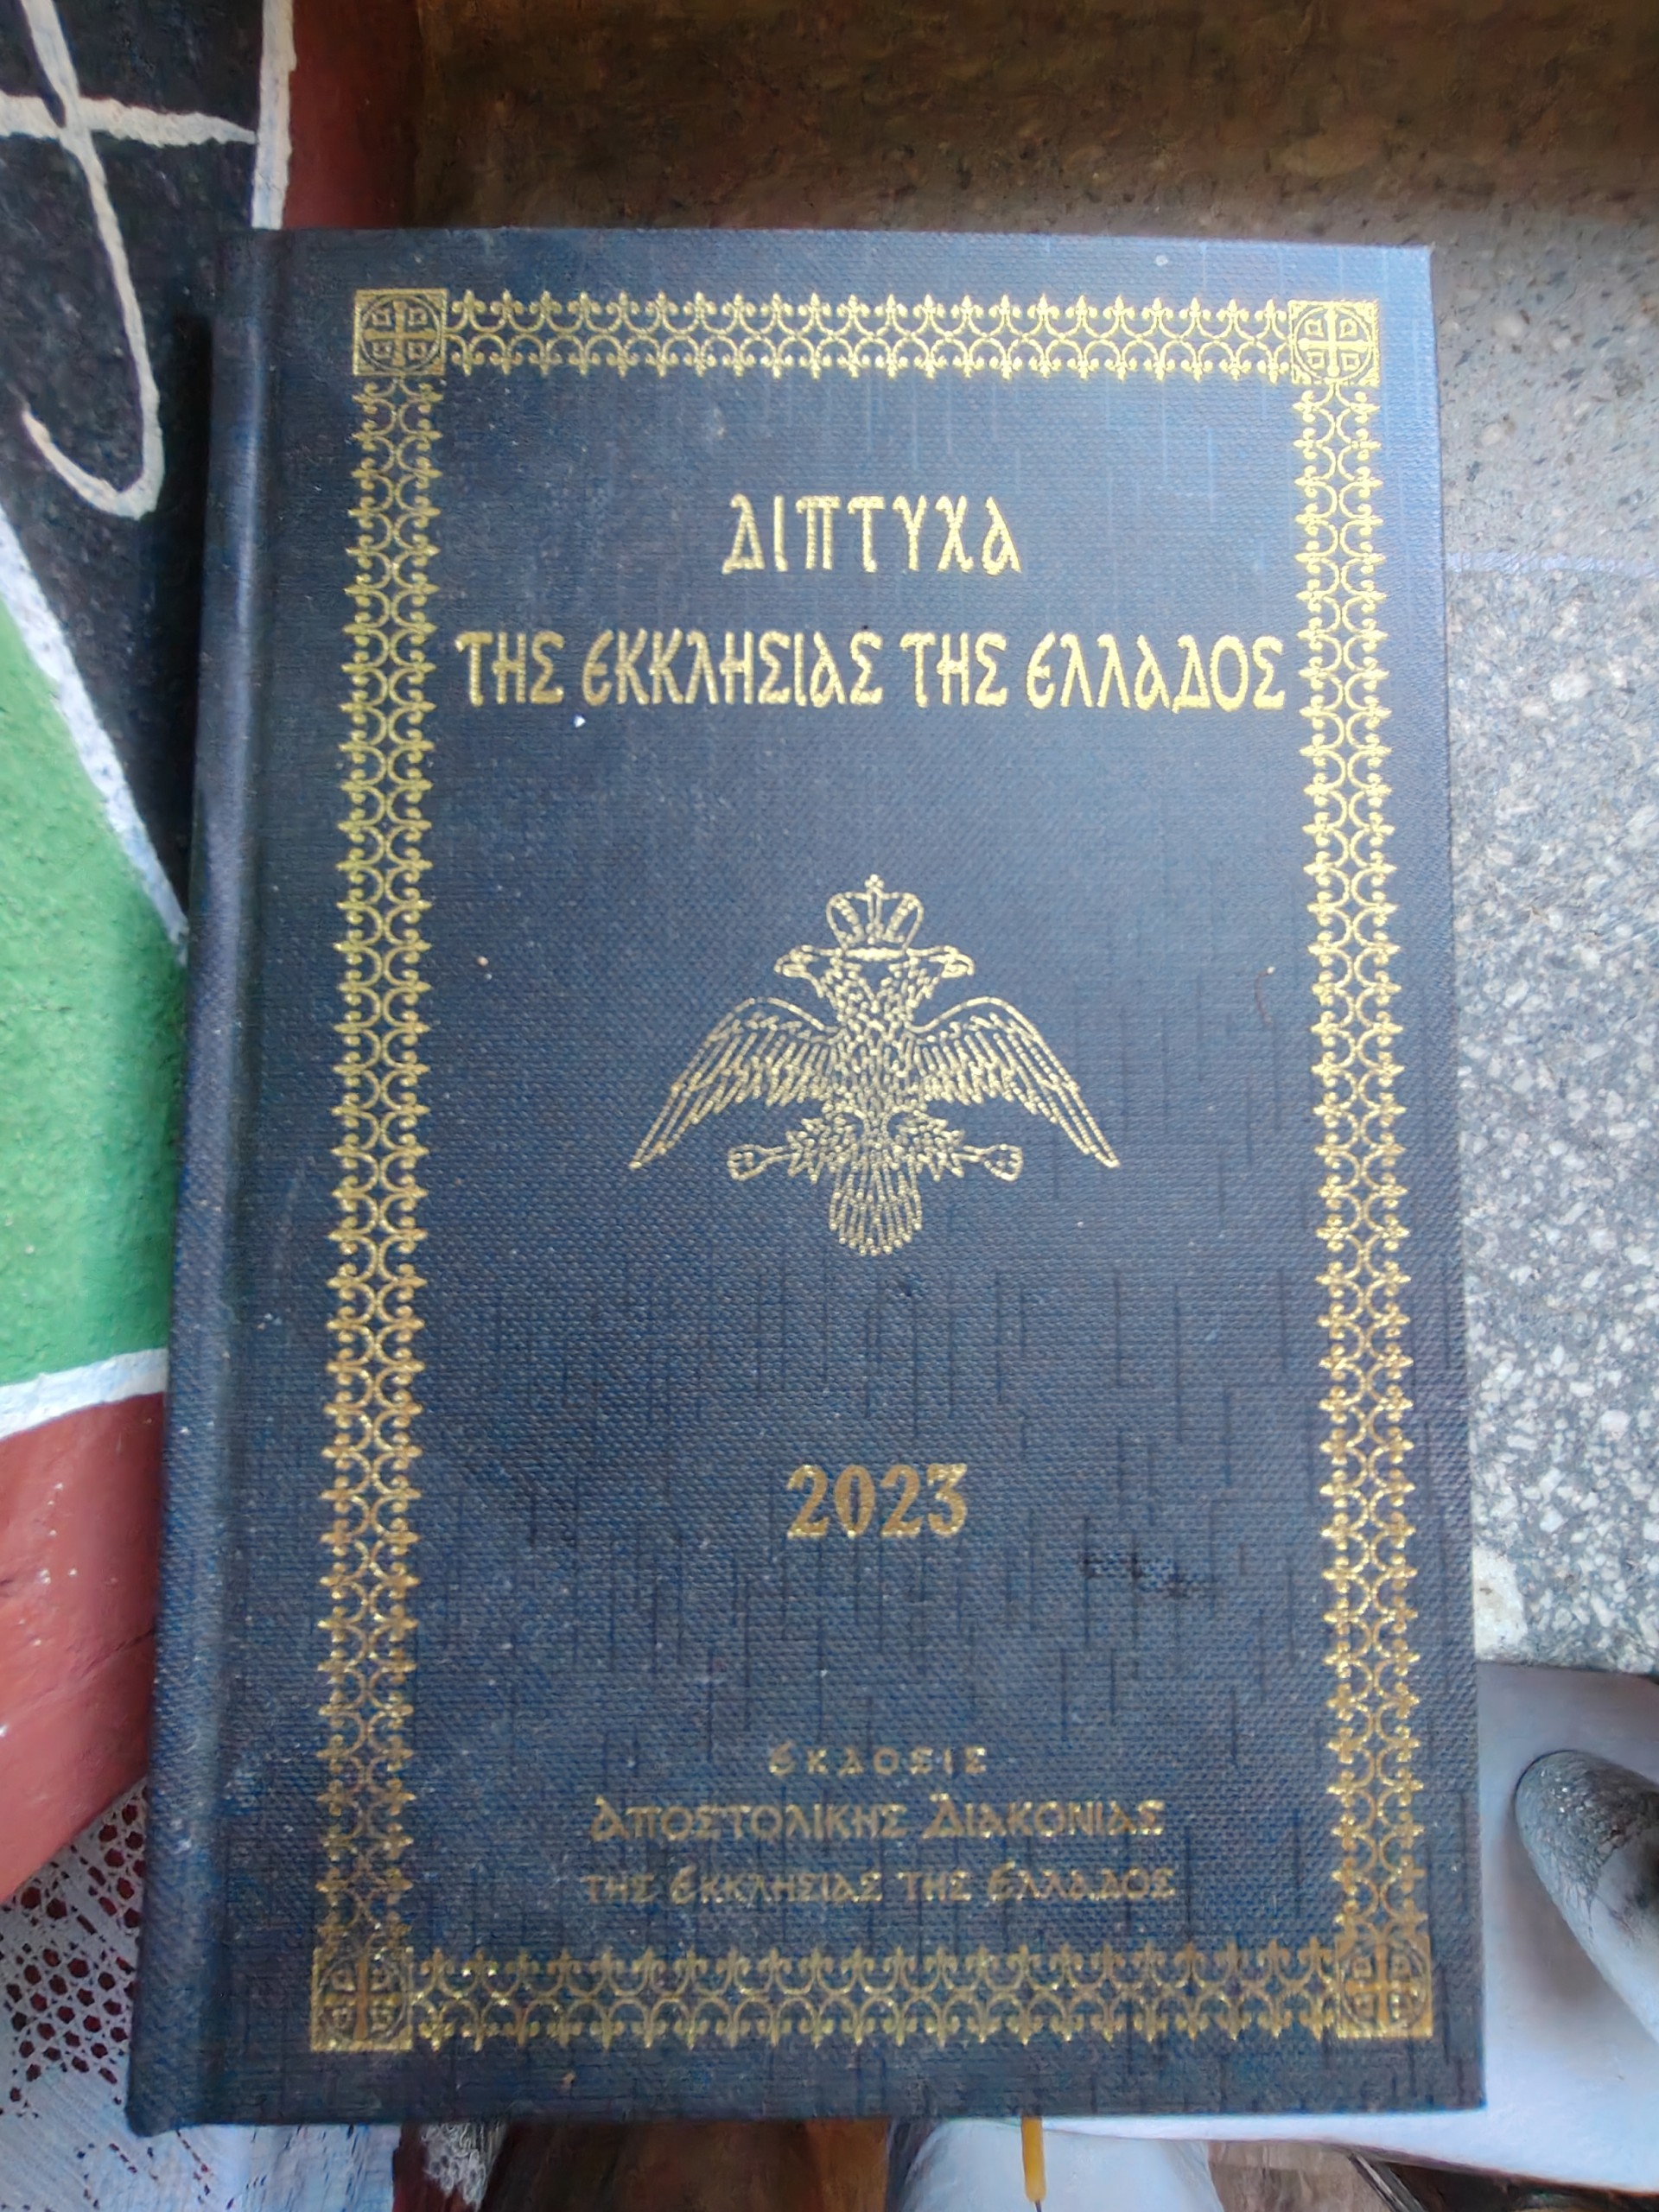 ΔΙΠΤΥΧΑ
ΤΗΣ ΕΚΚΛΗΣΙΑΣ ΤΗΣ ΕΛΛΑΔΟΣ
2023
ΕΚΔΟΣΙΣ
ΑΠΟΣΤΟΛΙΚΗΣ ΔΙΑΚΟΝΙΑΣ
ΤΗΣ ΕΚΚΛΗΣΙΑΣ ΤΗΣ ΕΛΛΑΔΟΣ